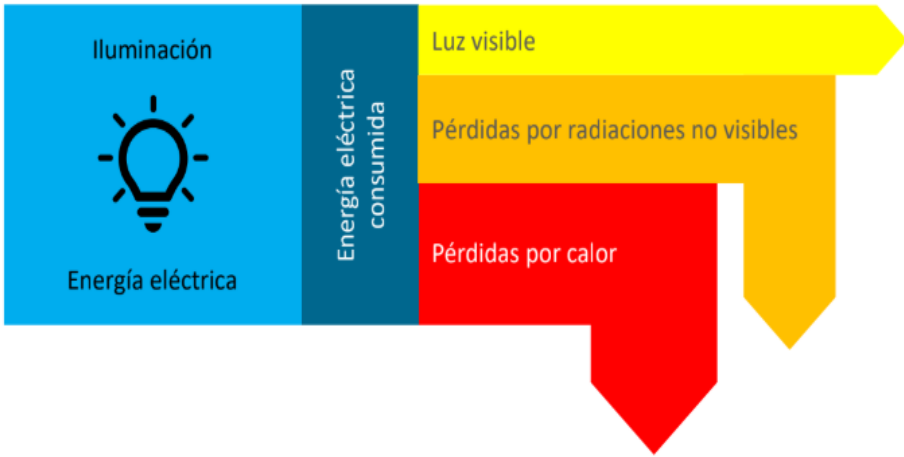 Iluminación
Energía eléctrica
Energía eléctrica
consumida
Luz visible
Pérdidas por radiaciones no visibles
Pérdidas por calor